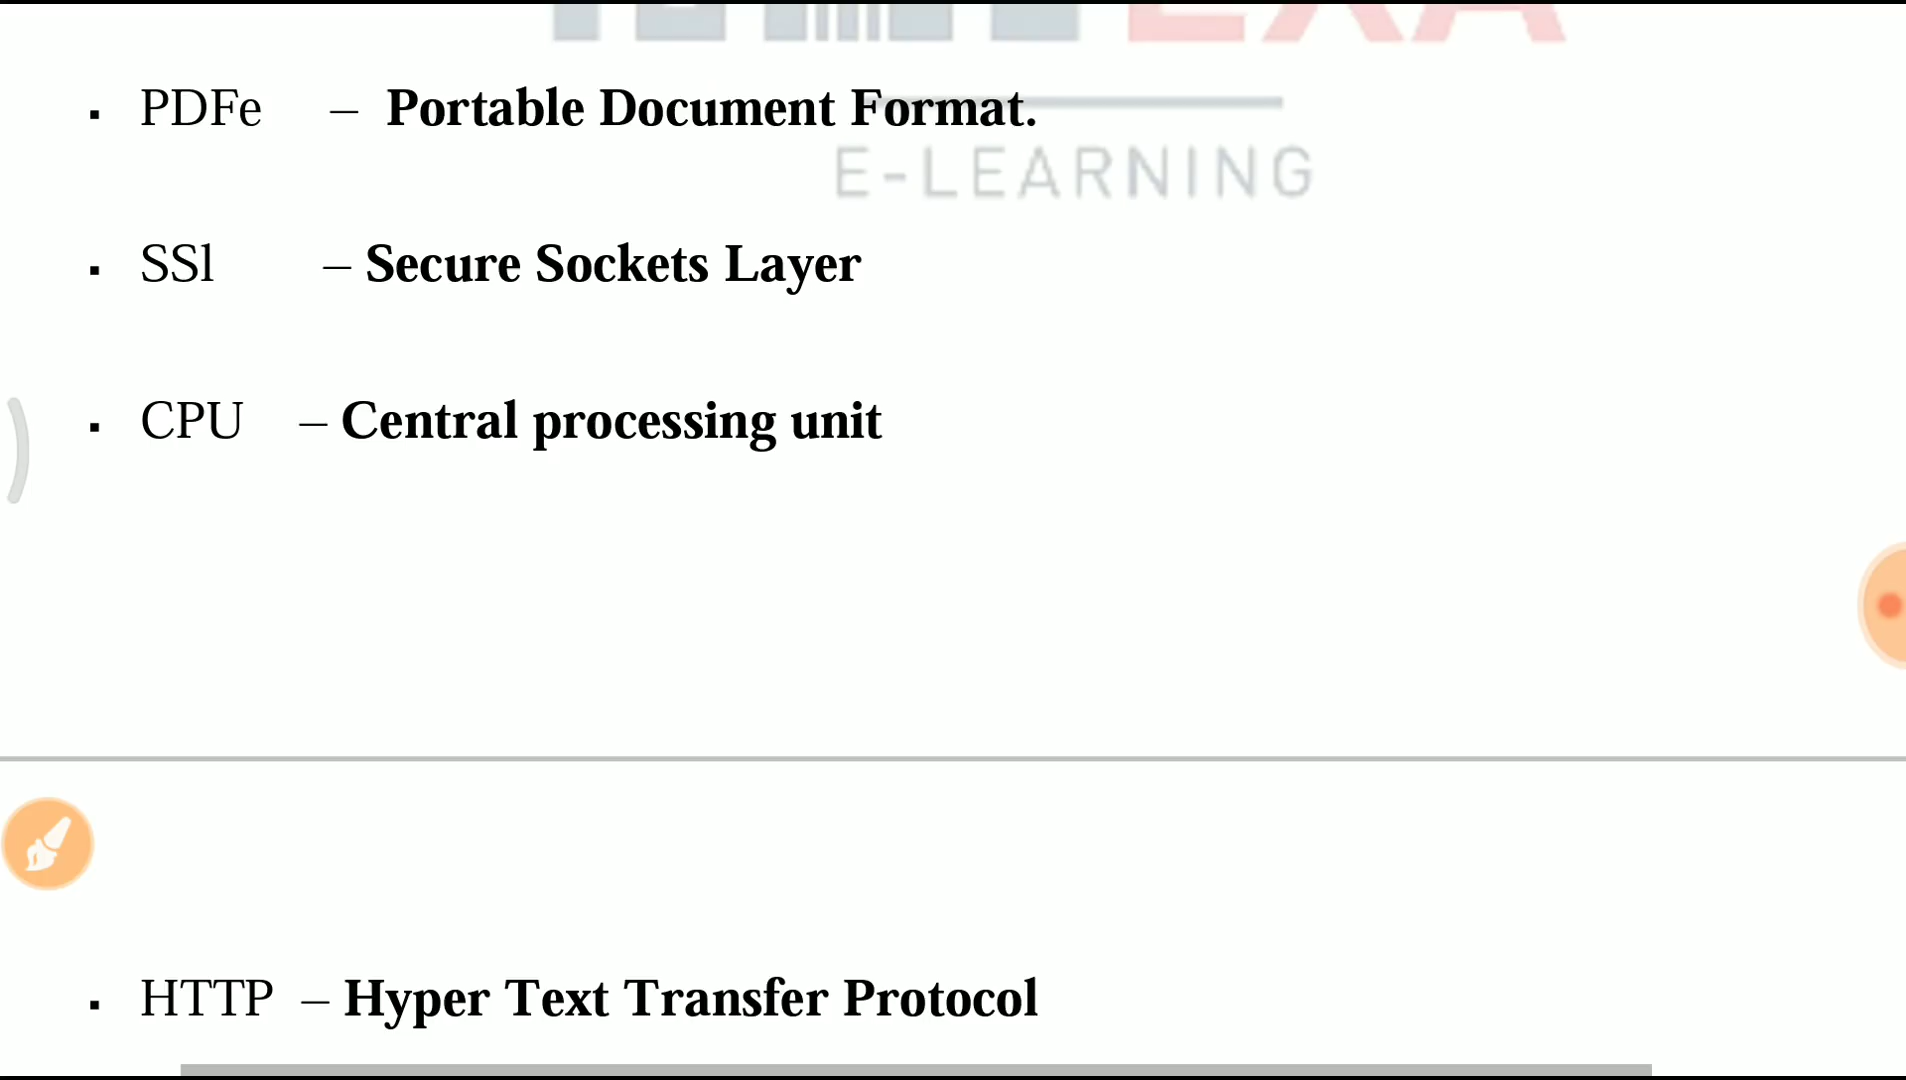 PDFe – Portable Document Format.
E-LEARNING
SSl – Secure Sockets Layer
CPU – Central processing unit
HTTP – Hyper Text Transfer Protocol